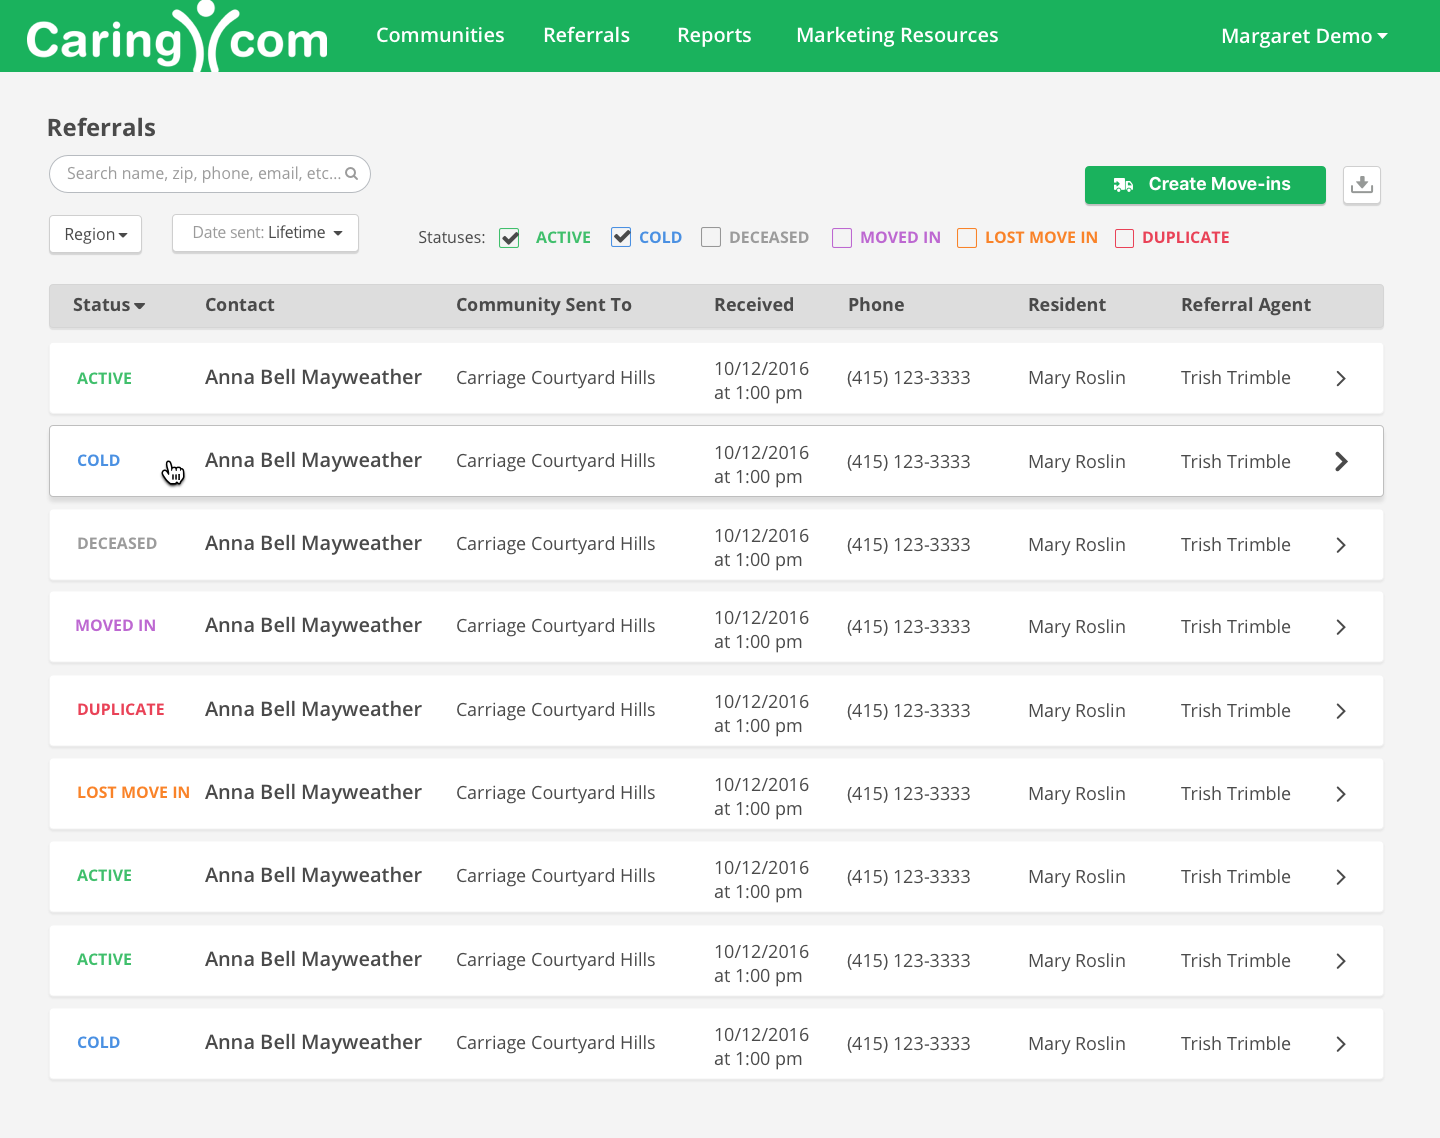 Caring.com Communities Referrals Reports Marketing Resources Margaret Demo
Referrals
Search name, zip, phone, email, etc...
Create Move-ins
Region Date sent: Lifetime Statuses: ACTIVE COLD DECEASED MOVED IN LOST MOVE IN DUPLICATE
Status Contact Community Sent To Received Phone Resident Referral Agent
ACTIVE Anna Bell Mayweather Carriage Courtyard Hills 10/12/2016 (415) 123-3333 Mary Roslin Trish Trimble
at 1:00 pm
COLD Anna Bell Mayweather Carriage Courtyard Hills 10/12/2016 (415) 123-3333 Mary Roslin Trish Trimble
at 1:00 pm
DECEASED Anna Bell Mayweather Carriage Courtyard Hills 10/12/2016 (415) 123-3333 Mary Roslin Trish Trimble
at 1:00 pm
MOVED IN Anna Bell Mayweather Carriage Courtyard Hills 10/12/2016 (415) 123-3333 Mary Roslin Trish Trimble
at 1:00 pm
DUPLICATE Anna Bell Mayweather Carriage Courtyard Hills 10/12/2016 (415) 123-3333 Mary Roslin Trish Trimble
at 1:00 pm
LOST MOVE IN Anna Bell Mayweather Carriage Courtyard Hills 10/12/2016 (415) 123-3333 Mary Roslin Trish Trimble
at 1:00 pm
ACTIVE Anna Bell Mayweather Carriage Courtyard Hills 10/12/2016 (415) 123-3333 Mary Roslin Trish Trimble
at 1:00 pm
ACTIVE Anna Bell Mayweather Carriage Courtyard Hills 10/12/2016 (415) 123-3333 Mary Roslin Trish Trimble
at 1:00 pm
COLD Anna Bell Mayweather Carriage Courtyard Hills 10/12/2016 (415) 123-3333 Mary Roslin Trish Trimble
at 1:00 pm